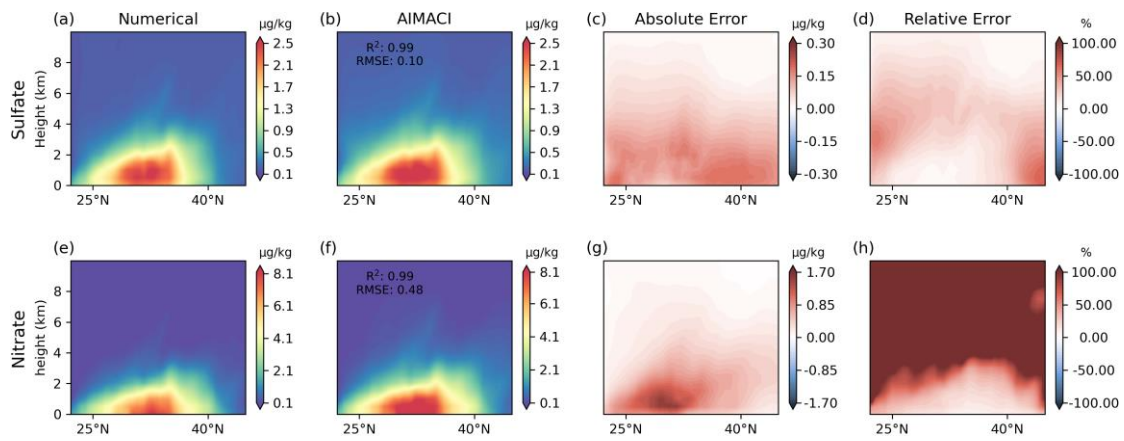 (a) Numerical µg/kg
(b) AIMACI µg/kg
(c) Absolute Error µg/kg
(d) Relative Error %
Sulfate
Height (km)
8
6
4
2
0
25°N 40°N
2.5
2.1
1.7
1.3
0.9
0.5
0.1
R²: 0.99
RMSE: 0.10
25°N 40°N
2.5
2.1
1.7
1.3
0.9
0.5
0.1
25°N 40°N
0.30
0.15
0.00
-0.15
-0.30
25°N 40°N
100.00
50.00
0.00
-50.00
-100.00
(e) µg/kg
(f) µg/kg
(g) µg/kg
(h) %
Nitrate
height (km)
8
6
4
2
0
25°N 40°N
8.1
6.1
4.1
2.1
0.1
R²: 0.99
RMSE: 0.48
25°N 40°N
8.1
6.1
4.1
2.1
0.1
25°N 40°N
1.70
0.85
0.00
-0.85
-1.70
25°N 40°N
100.00
50.00
0.00
-50.00
-100.00